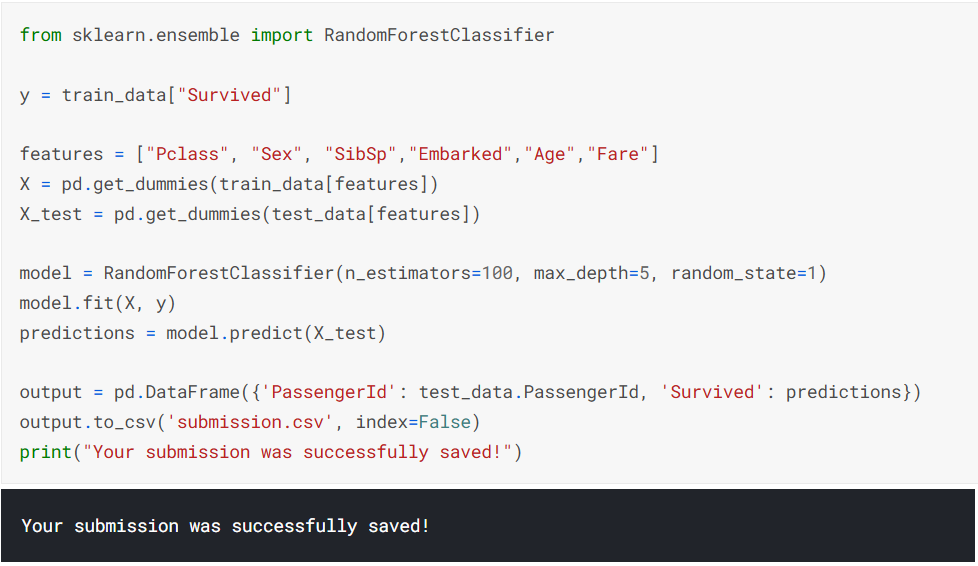 from sklearn.ensemble import RandomForestClassifier
y = train_data["Survived"]
features = ["Pclass", "Sex", "SibSp","Embarked","Age","Fare"]
X = pd.get_dummies(train_data[features])
X_test = pd.get_dummies(test_data[features])
model = RandomForestClassifier(n_estimators=100, max_depth=5, random_state=1)
model.fit(X, y)
predictions = model.predict(X_test)
output = pd.DataFrame({'PassengerId': test_data.PassengerId, 'Survived': predictions})
output.to_csv('submission.csv', index=False)
print("Your submission was successfully saved!")
Your submission was successfully saved!